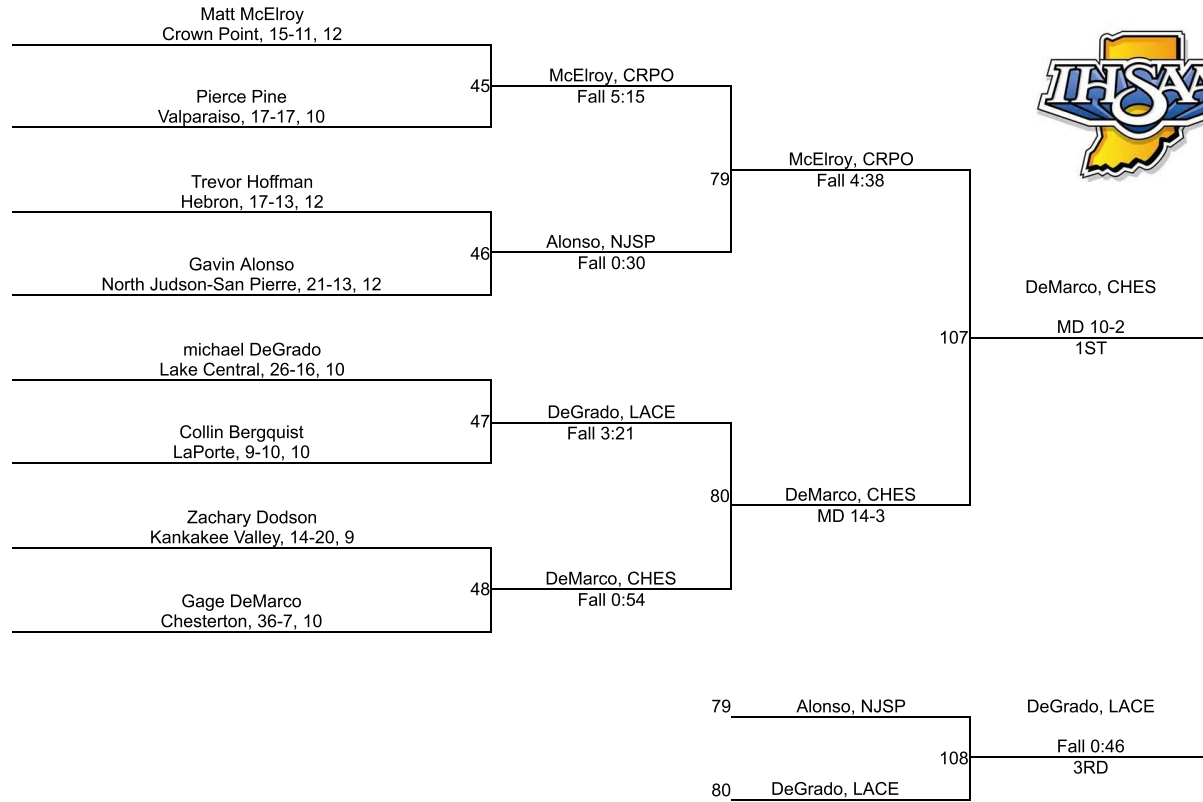 Matt McElroy
Crown Point, 15-11, 12
45
McElroy, CRPO
Fall 5:15
Pierce Pine
Valparaiso, 17-17, 10
IHSAA
McElroy, CRPO
79
Fall 4:38
Trevor Hoffman
Hebron, 17-13, 12
46
Alonso, NJSP
Fall 0:30
Gavin Alonso
North Judson-San Pierre, 21-13, 12
DeMarco, CHES
107
MD 10-2
1ST
michael DeGrado
Lake Central, 26-16, 10
47
DeGrado, LACE
Fall 3:21
Collin Bergquist
LaPorte, 9-10, 10
80
DeMarco, CHES
MD 14-3
Zachary Dodson
Kankakee Valley, 14-20, 9
48
DeMarco, CHES
Fall 0:54
Gage DeMarco
Chesterton, 36-7, 10
79
Alonso, NJSP
DeGrado, LACE
108
Fall 0:46
3RD
80
DeGrado, LACE